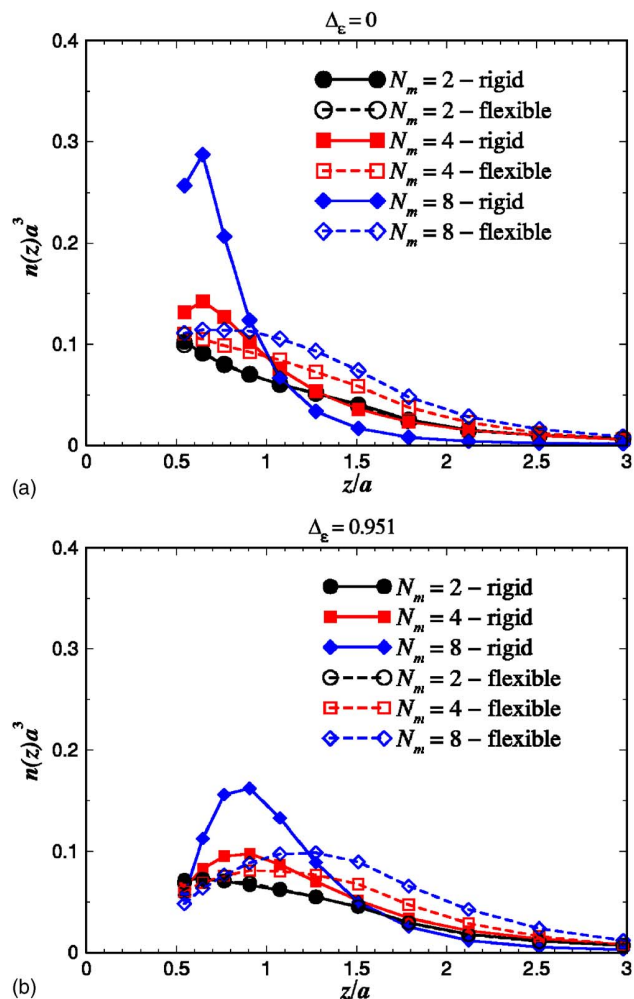 Δε = 0
0.4
0.3
0.2
0.1
0
n(z)a³
Nm = 2 – rigid
Nm = 2 – flexible
Nm = 4 – rigid
Nm = 4 – flexible
Nm = 8 – rigid
Nm = 8 – flexible
0 0.5 1 1.5 2 2.5 3
z/a
(a)
Δε = 0.951
0.4
0.3
0.2
0.1
0
n(z)a³
Nm = 2 – rigid
Nm = 4 – rigid
Nm = 8 – rigid
Nm = 2 – flexible
Nm = 4 – flexible
Nm = 8 – flexible
0 0.5 1 1.5 2 2.5 3
z/a
(b)